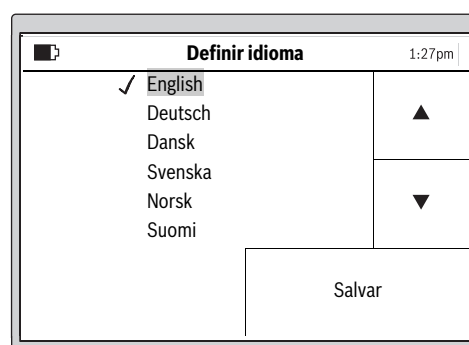 Definir idioma
1:27pm
English
Deutsch
Dansk
Svenska
Norsk
Suomi
Salvar